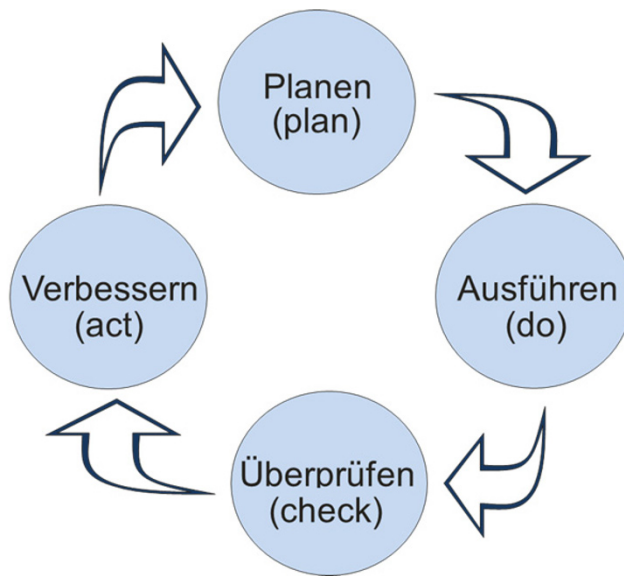 Planen
(plan)
Ausführen
(do)
Überprüfen
(check)
Verbessern
(act)